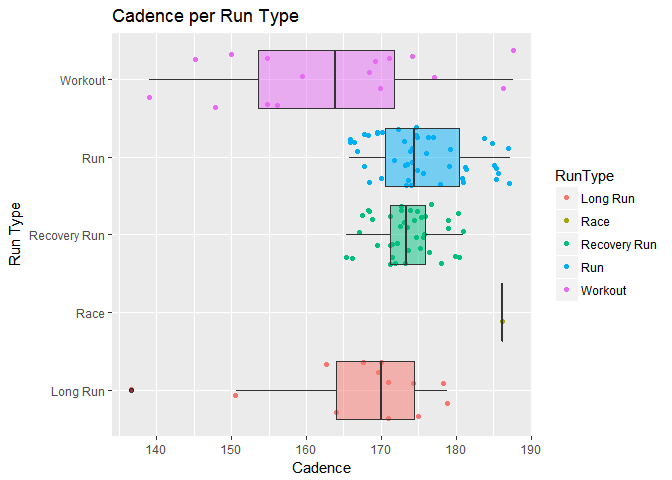 Cadence per Run Type
Workout
Run
Recovery Run
Race
Long Run
Run Type
140 150 160 170 180 190
Cadence
RunType
Long Run
Race
Recovery Run
Run
Workout